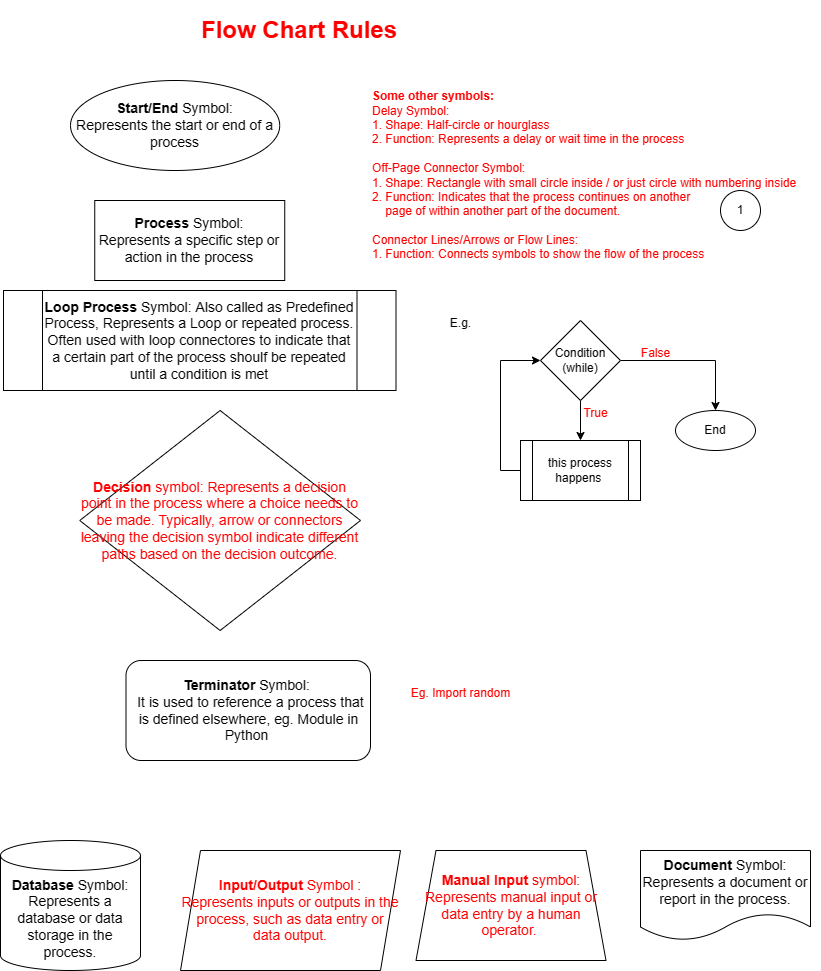 Flow Chart Rules
Start/End Symbol:
Represents the start or end of a
process
Some other symbols:
Delay Symbol:
1. Shape: Half-circle or hourglass
2. Function: Represents a delay or wait time in the process
Off-Page Connector Symbol:
1. Shape: Rectangle with small circle inside / or just circle with numbering inside
2. Function: Indicates that the process continues on another
page of within another part of the document.
1
Connector Lines/Arrows or Flow Lines:
1. Function: Connects symbols to show the flow of the process
Process Symbol:
Represents a specific step or
action in the process
Loop Process Symbol: Also called as Predefined
Process, Represents a Loop or repeated process.
Often used with loop connectores to indicate that
a certain part of the process shoulf be repeated
until a condition is met
E.g.
Condition
(while)
False
True
End
this process
happens
Decision symbol: Represents a decision
point in the process where a choice needs to
be made. Typically, arrow or connectors
leaving the decision symbol indicate different
paths based on the decision outcome.
Terminator Symbol:
It is used to reference a process that
is defined elsewhere, eg. Module in
Python
Eg. Import random
Database Symbol:
Represents a
database or data
storage in the
process.
Input/Output Symbol :
Represents inputs or outputs in the
process, such as data entry or
data output.
Manual Input symbol:
Represents manual input or
data entry by a human
operator.
Document Symbol:
Represents a document or
report in the process.